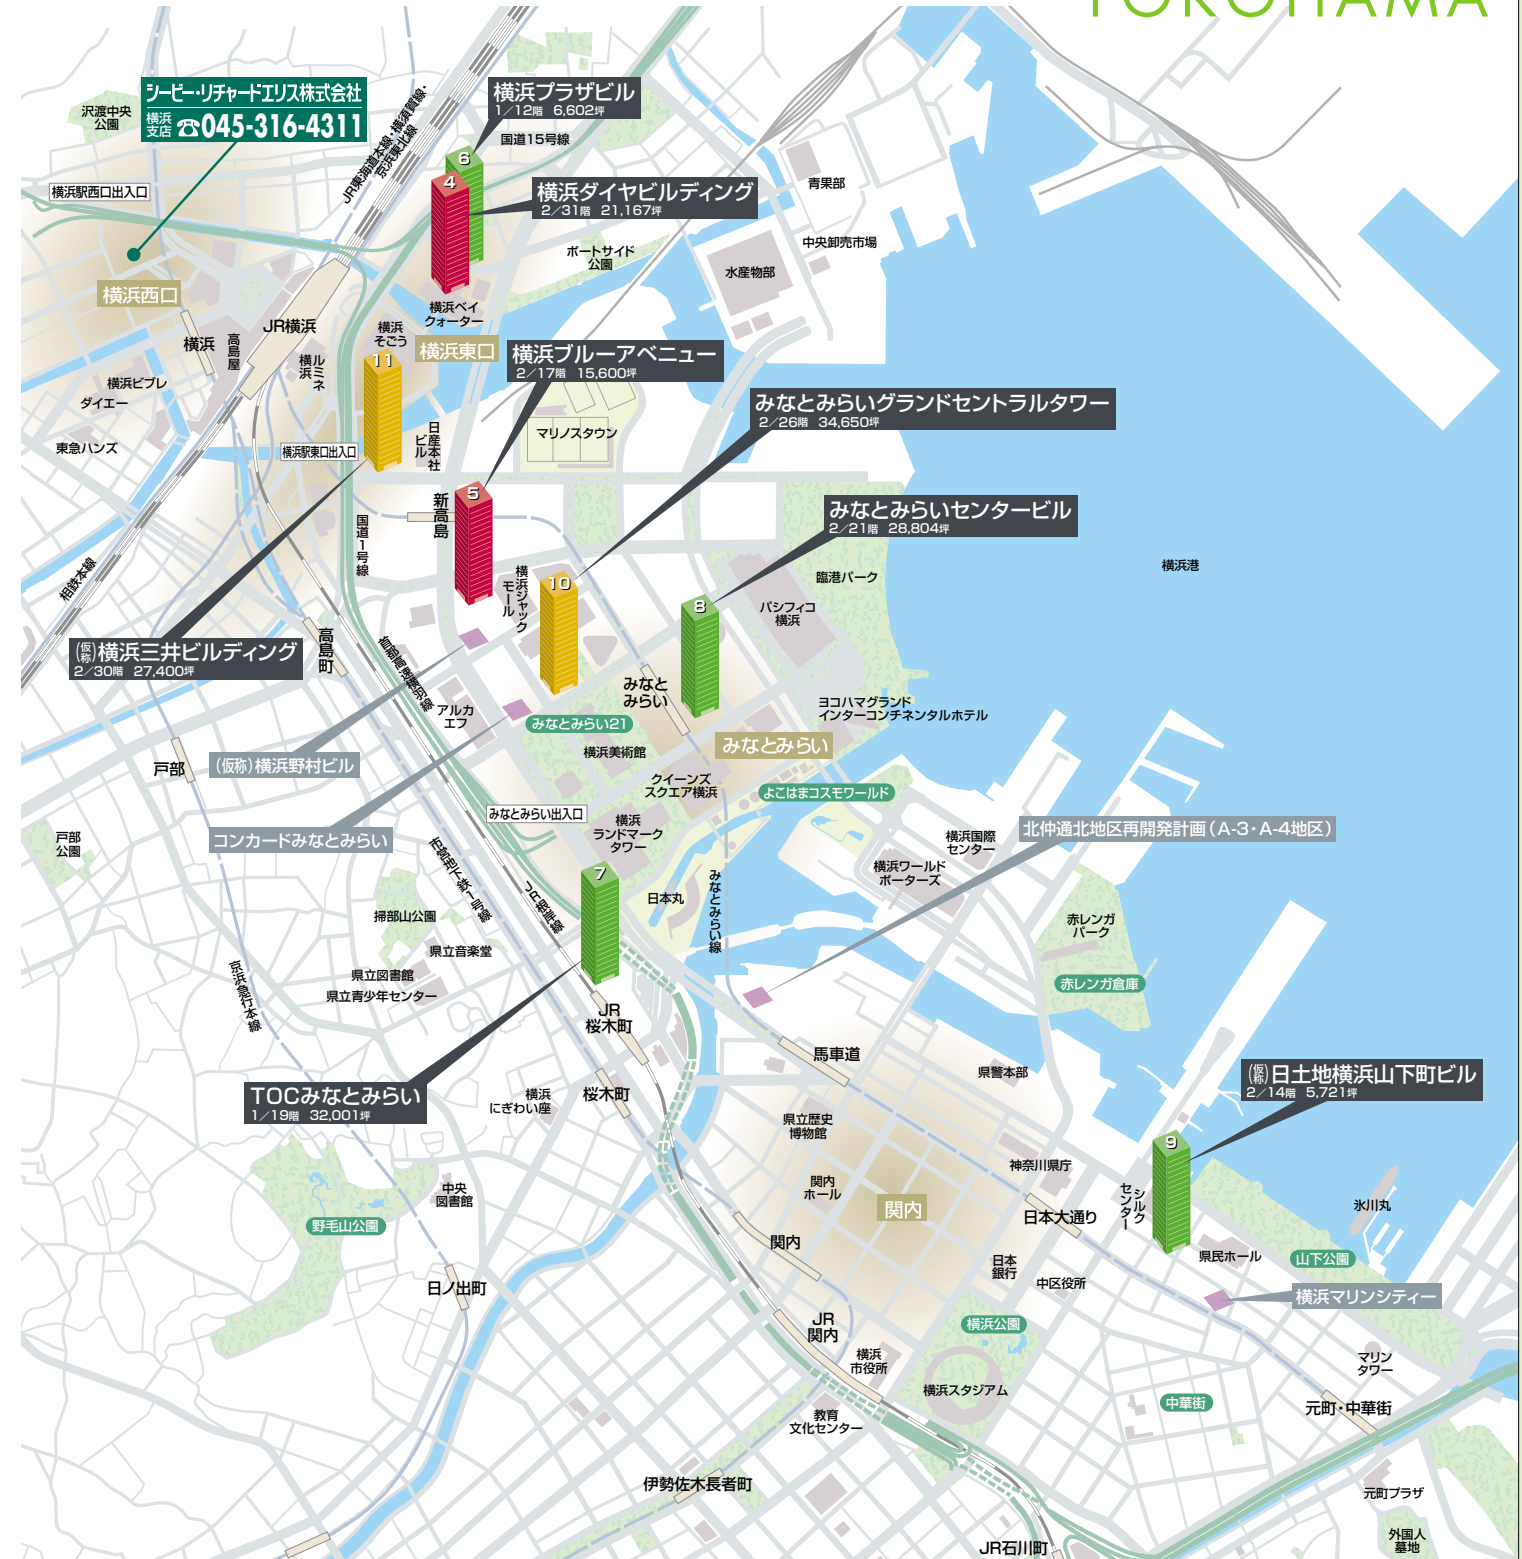 YOKOHAMA
シービー・リチャードエリス株式会社
横浜
支店 ☎045-316-4311
沢渡中央
公園
横浜駅西口出入口
JR東海道本線・横須賀線・
京浜東北線
横浜プラザビル
1／12階 6,602坪
国道15号線
6
4
横浜ダイヤビルディング
2／31階 21,167坪
青果部
中央卸売市場
水産物部
ポートサイド
公園
横浜西口
横浜ベイ
クォーター
JR横浜
横浜
高島屋
横浜
そごう
横浜東口
ルミネ
横浜
11
横浜ブルーアベニュー
2／17階 15,600坪
横浜ビブレ
ダイエー
東急ハンズ
横浜駅東口出入口
日産本社
ビル
マリノスタウン
みなとみらいグランドセントラルタワー
2／26階 34,650坪
新高島
5
みなとみらいセンタービル
2／21階 28,804坪
国道1号線
相鉄本線
横浜ジャック
モール
10
8
臨港パーク
パシフィコ
横浜
横浜港
(仮称)横浜三井ビルディング
2／30階 27,400坪
高島町
首都高速横羽線
アルカ
エフ
みなと
みらい
みなとみらい21
横浜美術館
みなとみらい
ヨコハマグランド
インターコンチネンタルホテル
戸部
(仮称)横浜野村ビル
クイーンズ
スクエア横浜
よこはまコスモワールド
みなとみらい出入口
横浜
ランドマーク
タワー
コンカードみなとみらい
戸部
公園
市営地下鉄1号線
JR根岸線
7
日本丸
みなとみらい線
北仲通北地区再開発計画(A-3・A-4地区)
横浜国際
センター
横浜ワールド
ポーターズ
赤レンガ
パーク
赤レンガ倉庫
掃部山公園
県立音楽堂
県立図書館
県立青少年センター
京浜急行本線
JR
桜木町
桜木町
TOCみなとみらい
1／19階 32,001坪
横浜
にぎわい座
馬車道
県警本部
(仮称)日土地横浜山下町ビル
2／14階 5,721坪
県立歴史
博物館
神奈川県庁
9
シルク
センター
関内
ホール
関内
日本大通り
氷川丸
中央
図書館
野毛山公園
関内
日本
銀行
中区役所
県民ホール
山下公園
横浜マリンシティー
日ノ出町
JR
関内
横浜公園
横浜
市役所
横浜スタジアム
マリン
タワー
中華街
元町・中華街
教育
文化センター
伊勢佐木長者町
元町プラザ
外国人
墓地
JR石川町